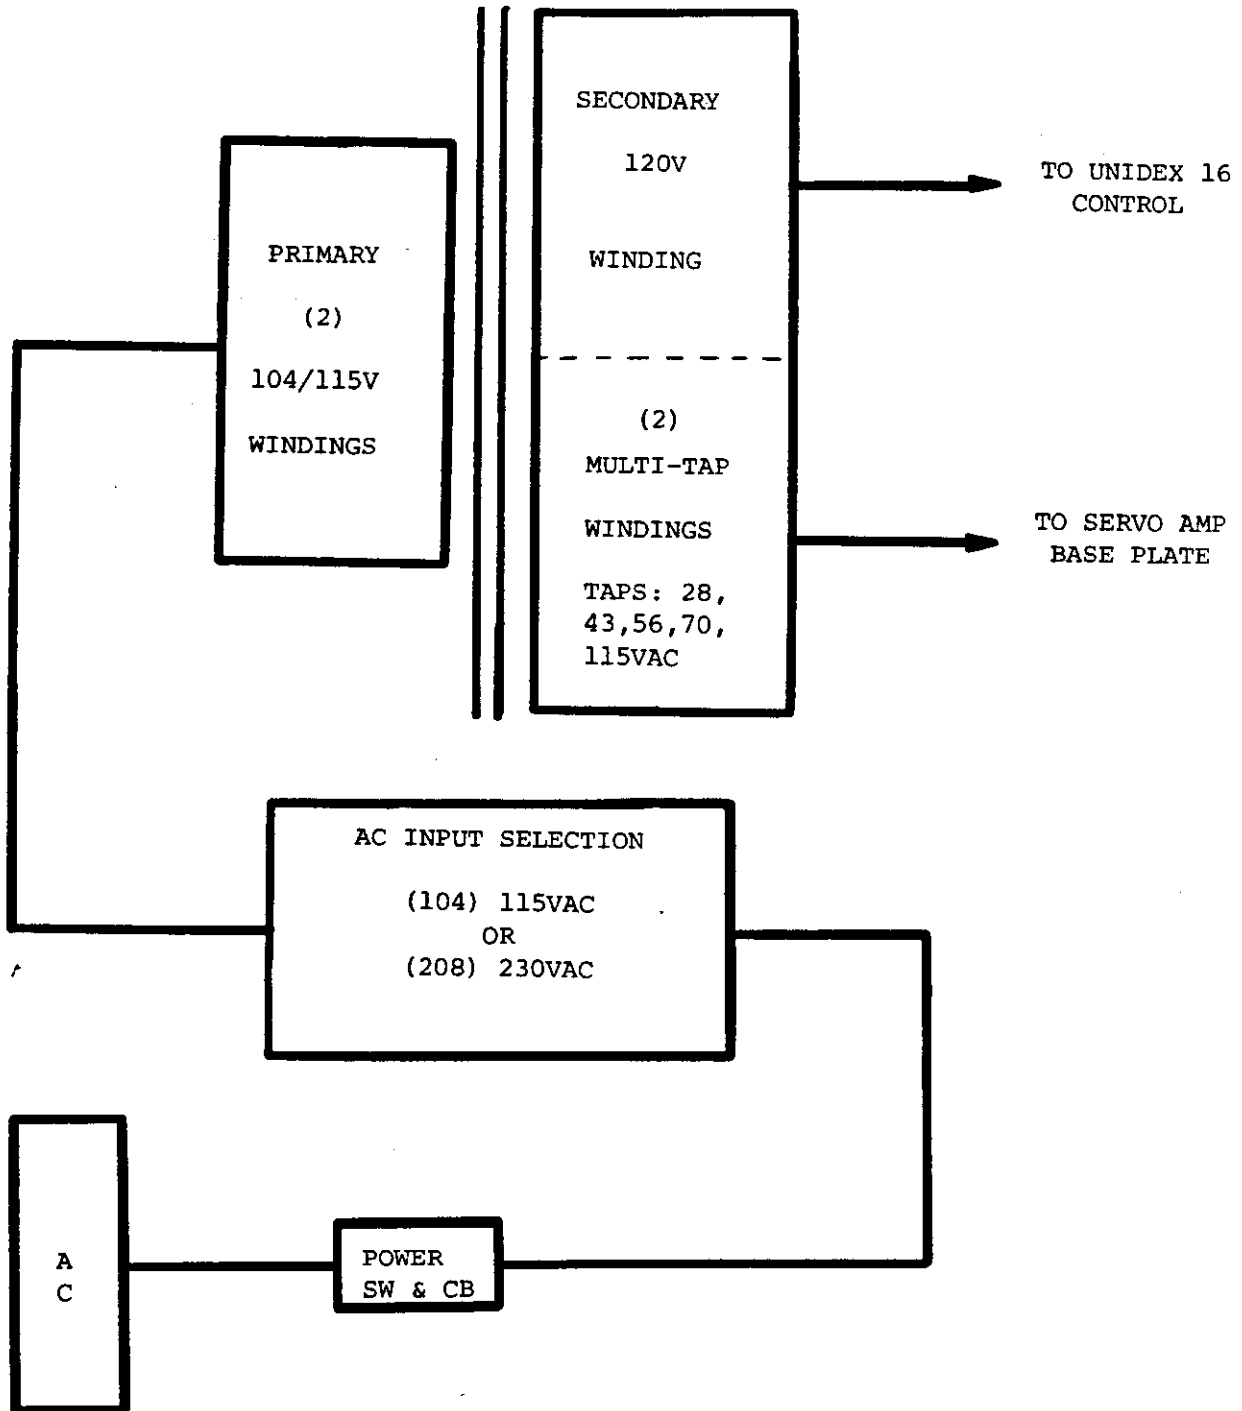 SECONDARY
120V
WINDING
TO UNIDEX 16
CONTROL
PRIMARY
(2)
104/115V
WINDINGS
(2)
MULTI-TAP
WINDINGS
TAPS: 28,
43,56,70,
115VAC
TO SERVO AMP
BASE PLATE
AC INPUT SELECTION
(104) 115VAC
OR
(208) 230VAC
A
C
POWER
SW & CB